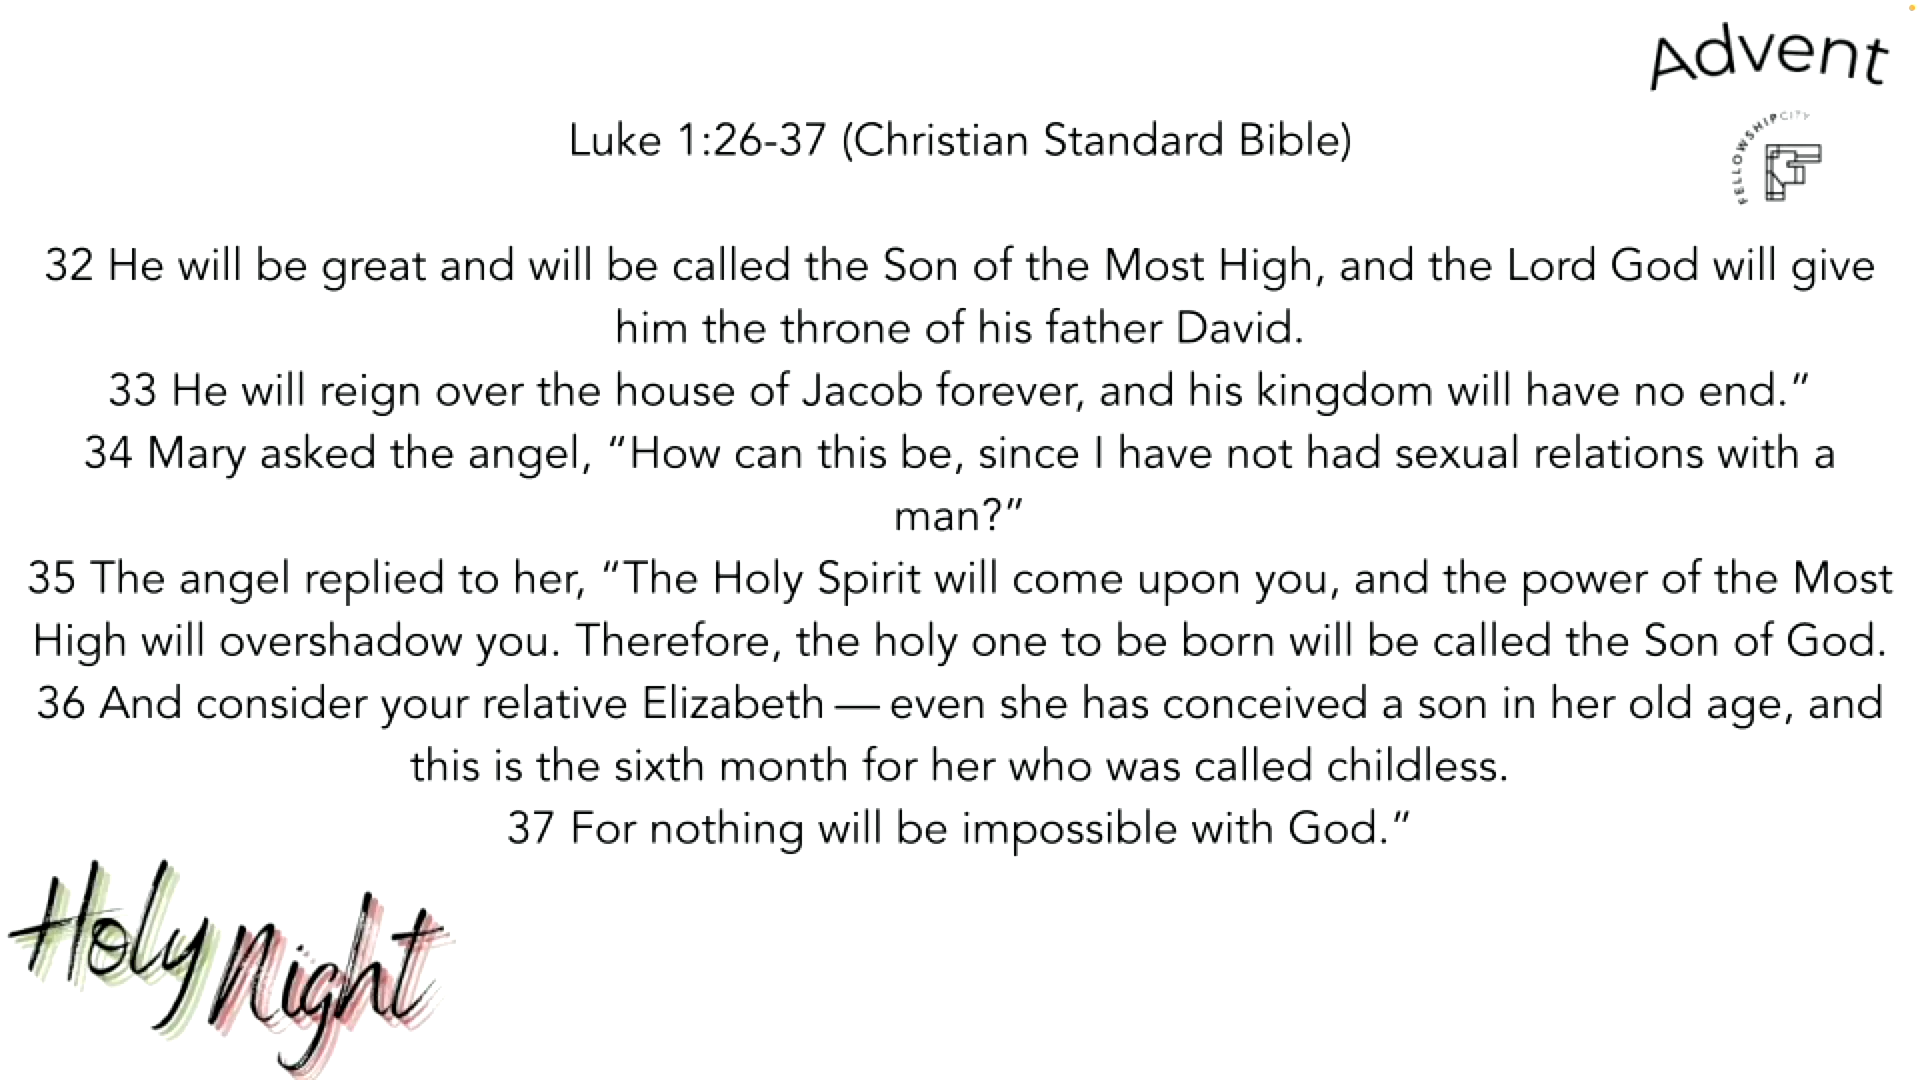 Advent
Luke 1:26-37 (Christian Standard Bible)
FELLOWSHIPCITY
32 He will be great and will be called the Son of the Most High, and the Lord God will give
him the throne of his father David.
33 He will reign over the house of Jacob forever, and his kingdom will have no end.”
34 Mary asked the angel, “How can this be, since I have not had sexual relations with a
man?”
35 The angel replied to her, “The Holy Spirit will come upon you, and the power of the Most
High will overshadow you. Therefore, the holy one to be born will be called the Son of God.
36 And consider your relative Elizabeth — even she has conceived a son in her old age, and
this is the sixth month for her who was called childless.
37 For nothing will be impossible with God.”
Holy Night